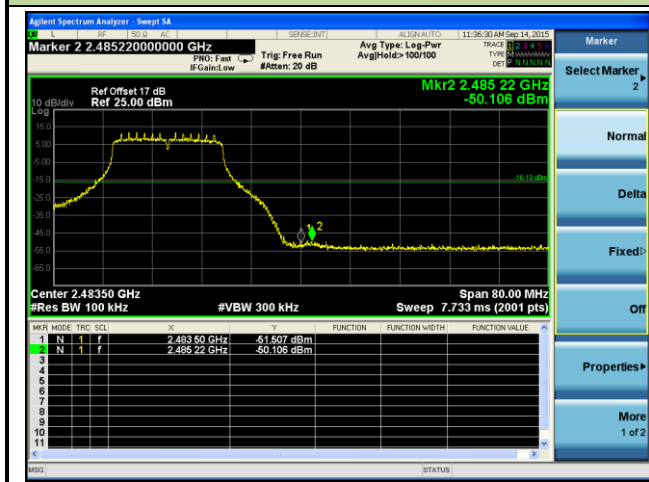 Agilent Spectrum Analyzer - Swept SA
L RF 50 Ω AC SENSE:INT ALIGN AUTO 11:36:30 AM Sep 14, 2015
Marker 2 2.485220000000 GHz
PNO: Fast Trig: Free Run Avg Type: Log-Pwr TRACE 1 2 3 4 5 6
IFGain:Low #Atten: 20 dB Avg|Hold:> 100/100 TYPE M WWWWW
DET P N N N N N
Ref Offset 17 dB
10 dB/div Ref 25.00 dBm
Mkr2 2.485 22 GHz
-50.106 dBm
Log
15.0
5.00
-5.00
-15.0
-16.13 dBm
-25.0
-35.0
-45.0
-55.0
-65.0
1 2
Center 2.48350 GHz Span 80.00 MHz
#Res BW 100 kHz #VBW 300 kHz Sweep 7.733 ms (2001 pts)
MKR MODE TRC SCL X Y FUNCTION FUNCTION WIDTH FUNCTION VALUE
1 N 1 f 2.483 50 GHz -51.507 dBm
2 N 1 f 2.485 22 GHz -50.106 dBm
3
4
5
6
7
8
9
10
11
MSG STATUS
Marker
Select Marker
2
Normal
Delta
Fixed
Off
Properties
More
1 of 2